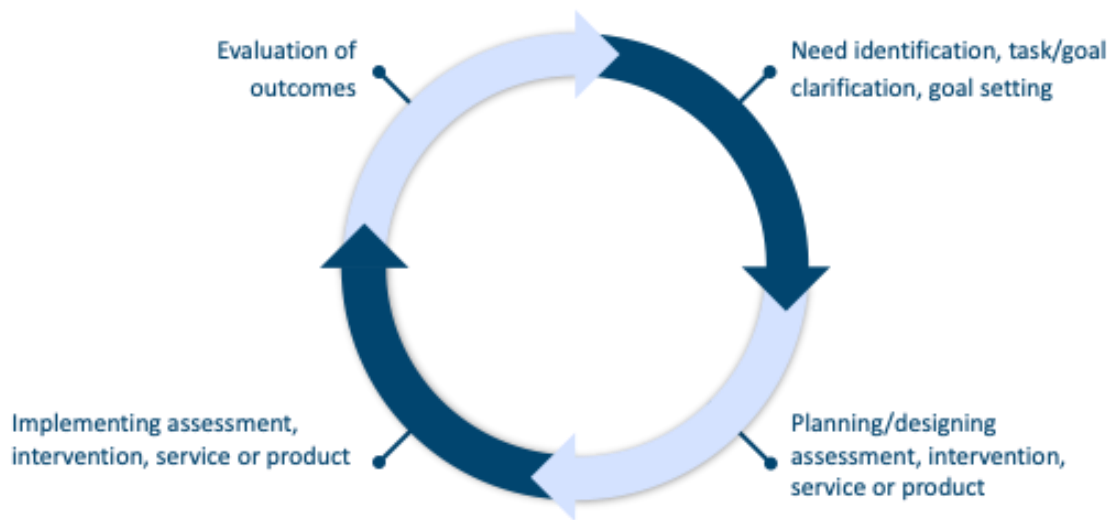 Evaluation of
outcomes
Need identification, task/goal
clarification, goal setting
Implementing assessment,
intervention, service or product
Planning/designing
assessment, intervention,
service or product